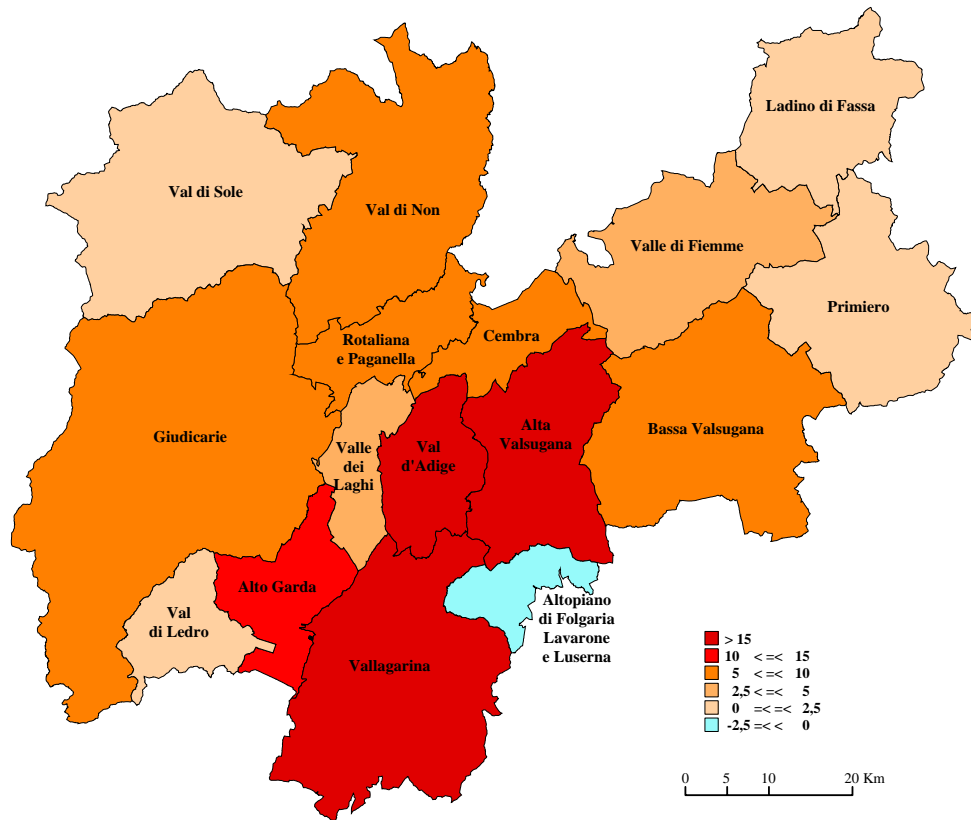 Ladino di Fassa
Val di Sole
Val di Non
Valle di Fiemme
Primiero
Rotaliana
e Paganella
Cembra
Giudicarie
Valle
dei
Laghi
Val
d'Adige
Alta
Valsugana
Bassa Valsugana
Alto Garda
Val
di Ledro
Altopiano
di Folgaria
Lavarone
e Luserna
Vallagarina
> 15
10 < =< 15
5 < =< 10
2,5 < =< 5
0 =< =< 2,5
-2,5 =< < 0
0 5 10 20 Km